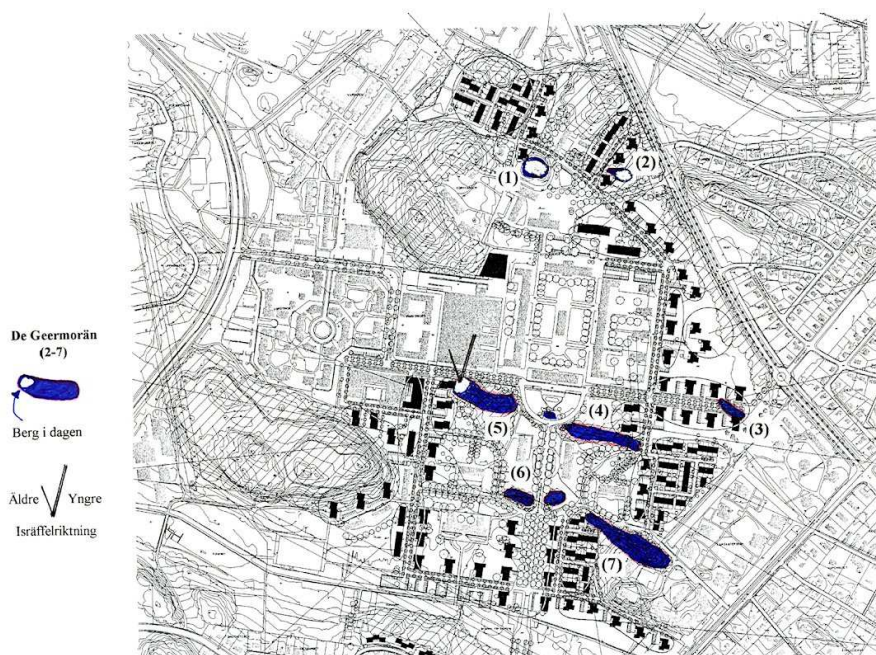 (1)
(2)
De Geermorän
(2-7)
Berg i dagen
(3)
(4)
(5)
(6)
Äldre
Yngre
Isräffelriktning
(7)